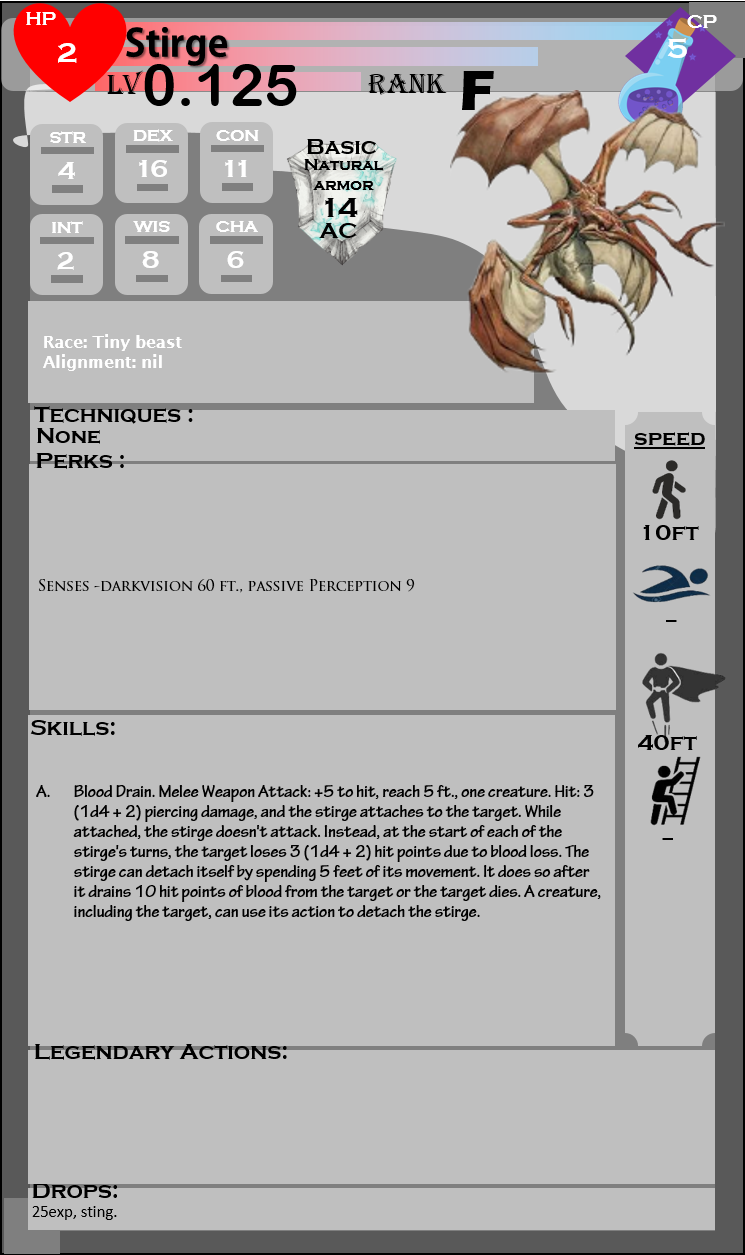 HP
2
Stirge
CP
5
LV 0.125 RANK F
STR
4
DEX
16
CON
11
INT
2
WIS
8
CHA
6
Basic
Natural
armor
14
AC
Race: Tiny beast
Alignment: nil
Techniques :
None
Perks :
Senses -darkvision 60 ft., passive Perception 9
Speed
10ft
–
40ft
–
Skills:
A. Blood Drain. Melee Weapon Attack: +5 to hit, reach 5 ft., one creature. Hit: 3
(1d4 + 2) piercing damage, and the stirge attaches to the target. While
attached, the stirge doesn't attack. Instead, at the start of each of the
stirge's turns, the target loses 3 (1d4 + 2) hit points due to blood loss. The
stirge can detach itself by spending 5 feet of its movement. It does so after
it drains 10 hit points of blood from the target or the target dies. A creature,
including the target, can use its action to detach the stirge.
Legendary Actions:
Drops:
25exp, sting.